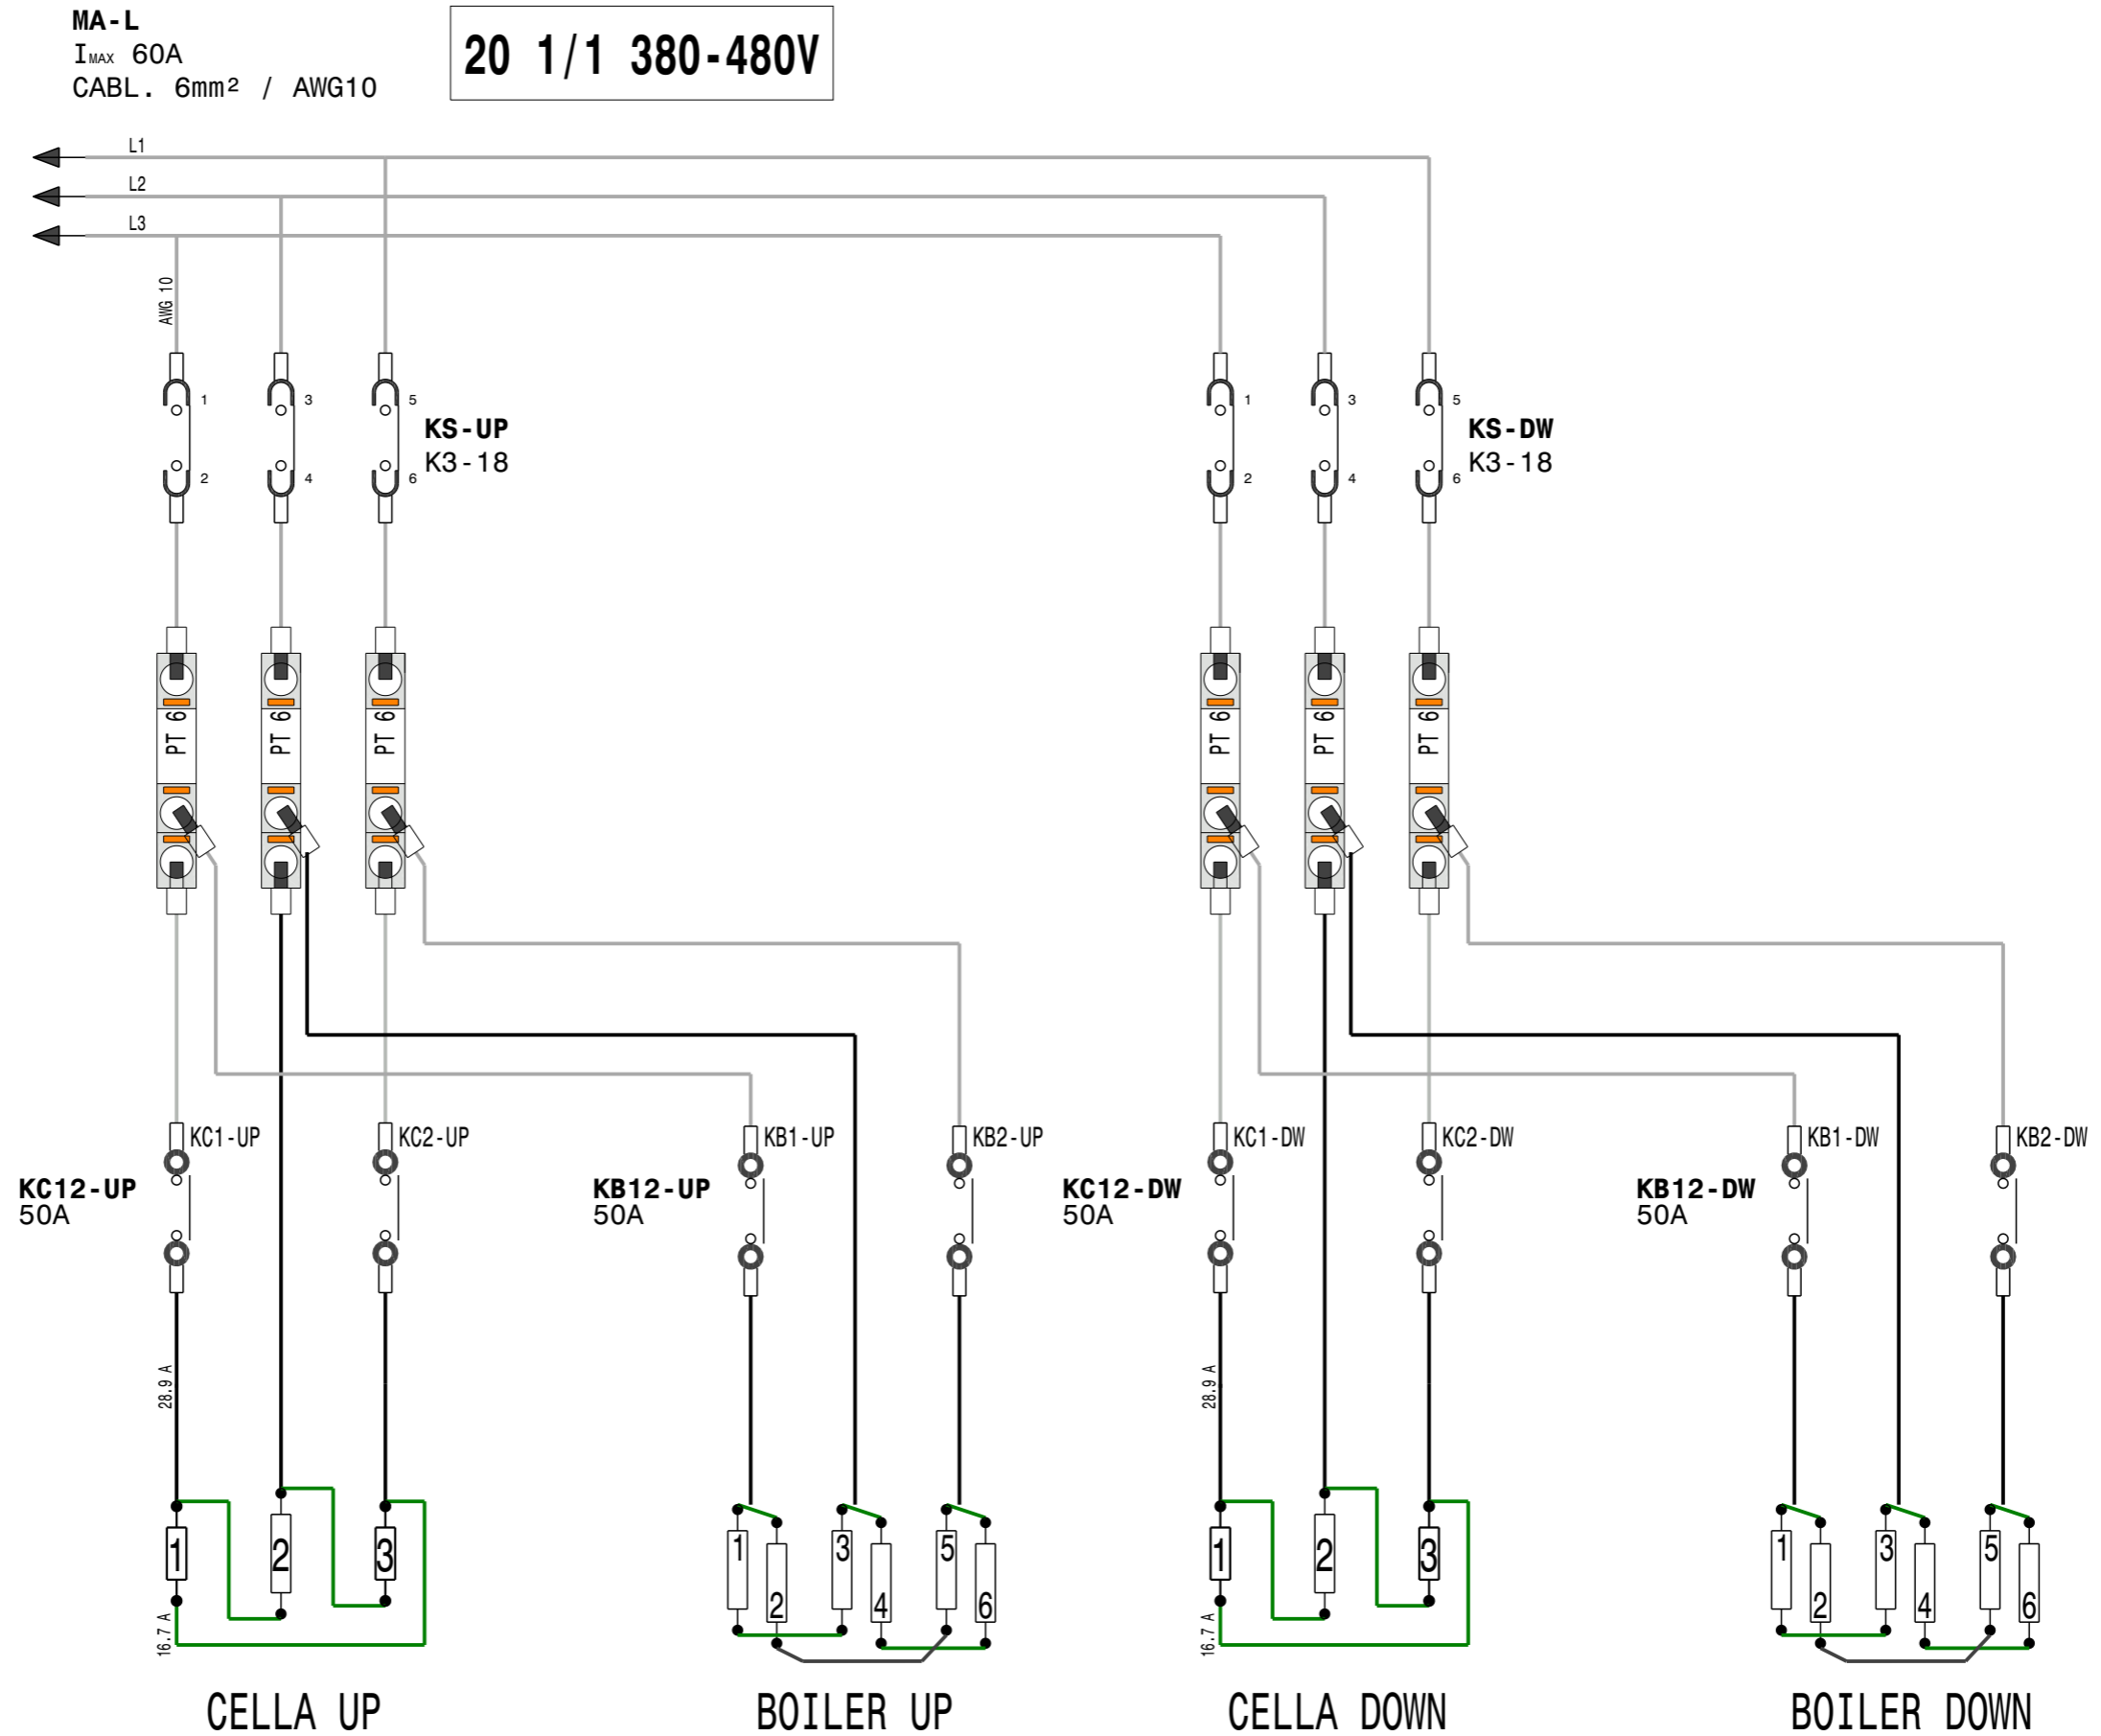 MA-L
IMAX 60A
CABL. 6mm² / AWG10
20 1/1 380-480V
L1
L2
L3
AWG 10
1
3
5
KS-UP
K3-18
2
4
6
1
3
5
KS-DW
K3-18
2
4
6
PT 6
PT 6
PT 6
PT 6
PT 6
PT 6
KC1-UP
KC2-UP
KB1-UP
KB2-UP
KC1-DW
KC2-DW
KB1-DW
KB2-DW
KC12-UP
50A
KB12-UP
50A
KC12-DW
50A
KB12-DW
50A
28.9 A
28.9 A
1
2
3
1
2
3
4
5
6
1
2
3
1
2
3
4
5
6
16.7 A
16.7 A
CELLA UP
BOILER UP
CELLA DOWN
BOILER DOWN